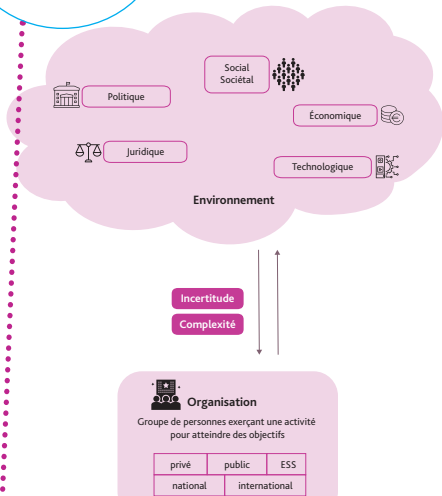 Social
Sociétal
Politique
Économique
Juridique
Technologique
Environnement
Incertitude
Complexité
Organisation
Groupe de personnes exerçant une activité
pour atteindre des objectifs
privé public ESS
national international